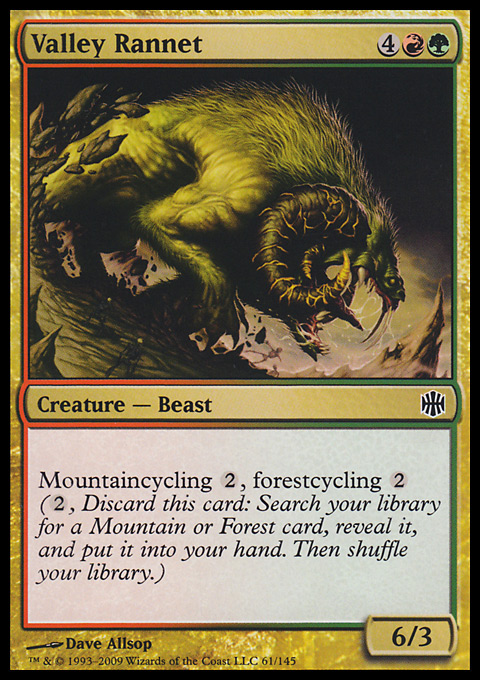 Valley Rannet 4
Creature — Beast
Mountaincycling 2, forestcycling 2
(2, Discard this card: Search your library
for a Mountain or Forest card, reveal it,
and put it into your hand. Then shuffle
your library.)
6/3
Dave Allsop
™ & © 1993–2009 Wizards of the Coast LLC 61/145